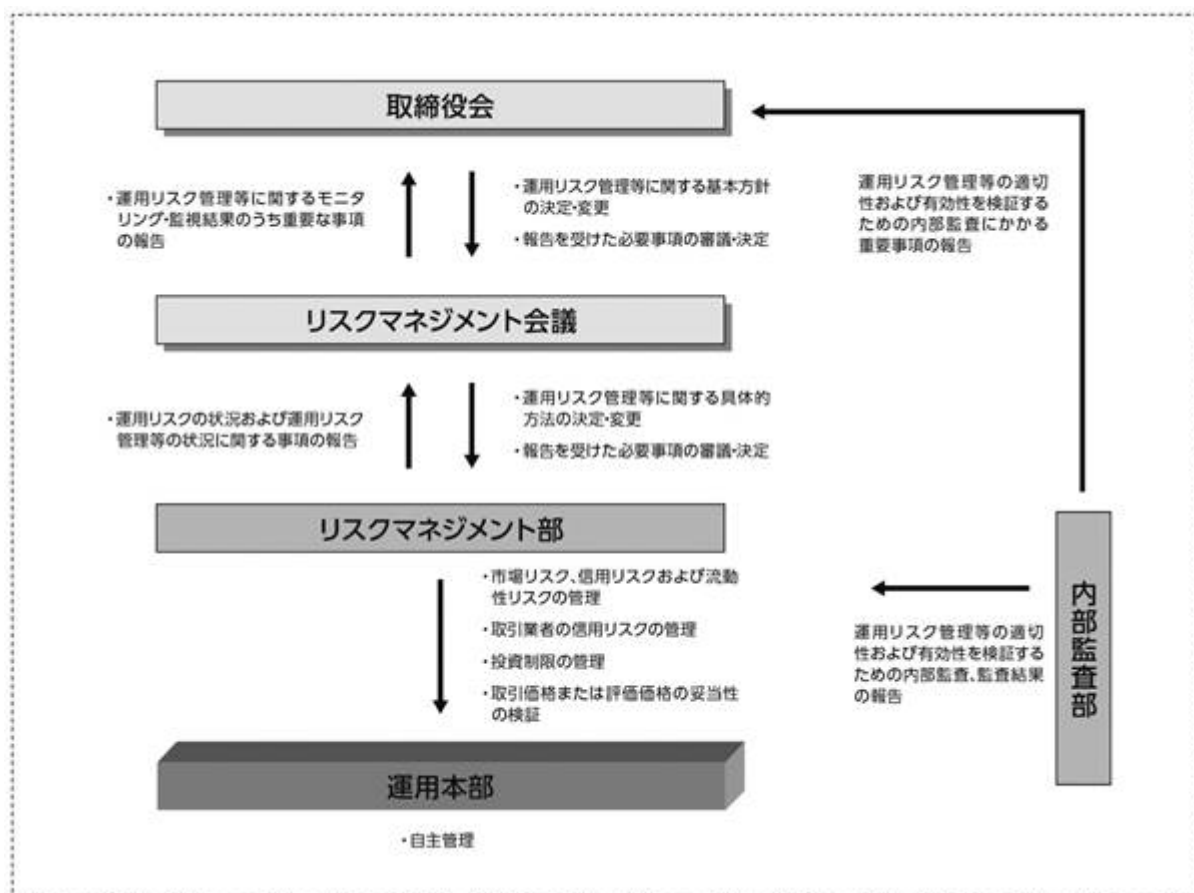 取締役会
・運用リスク管理等に関するモニタ
リング・監視結果のうち重要な事項
の報告
・運用リスク管理等に関する基本方針
の決定・変更
・報告を受けた必要事項の審議・決定
運用リスク管理等の適切
性および有効性を検証する
ための内部監査にかかる
重要事項の報告
リスクマネジメント会議
・運用リスクの状況および運用リスク
管理等の状況に関する事項の報告
・運用リスク管理等に関する具体的
方法の決定・変更
・報告を受けた必要事項の審議・決定
リスクマネジメント部
・市場リスク、信用リスクおよび流動
性リスクの管理
・取引業者の信用リスクの管理
・投資制限の管理
・取引価格または評価価格の妥当性
の検証
運用リスク管理等の適切
性および有効性を検証する
ための内部監査、監査結果
の報告
内部監査部
運用本部
・自主管理